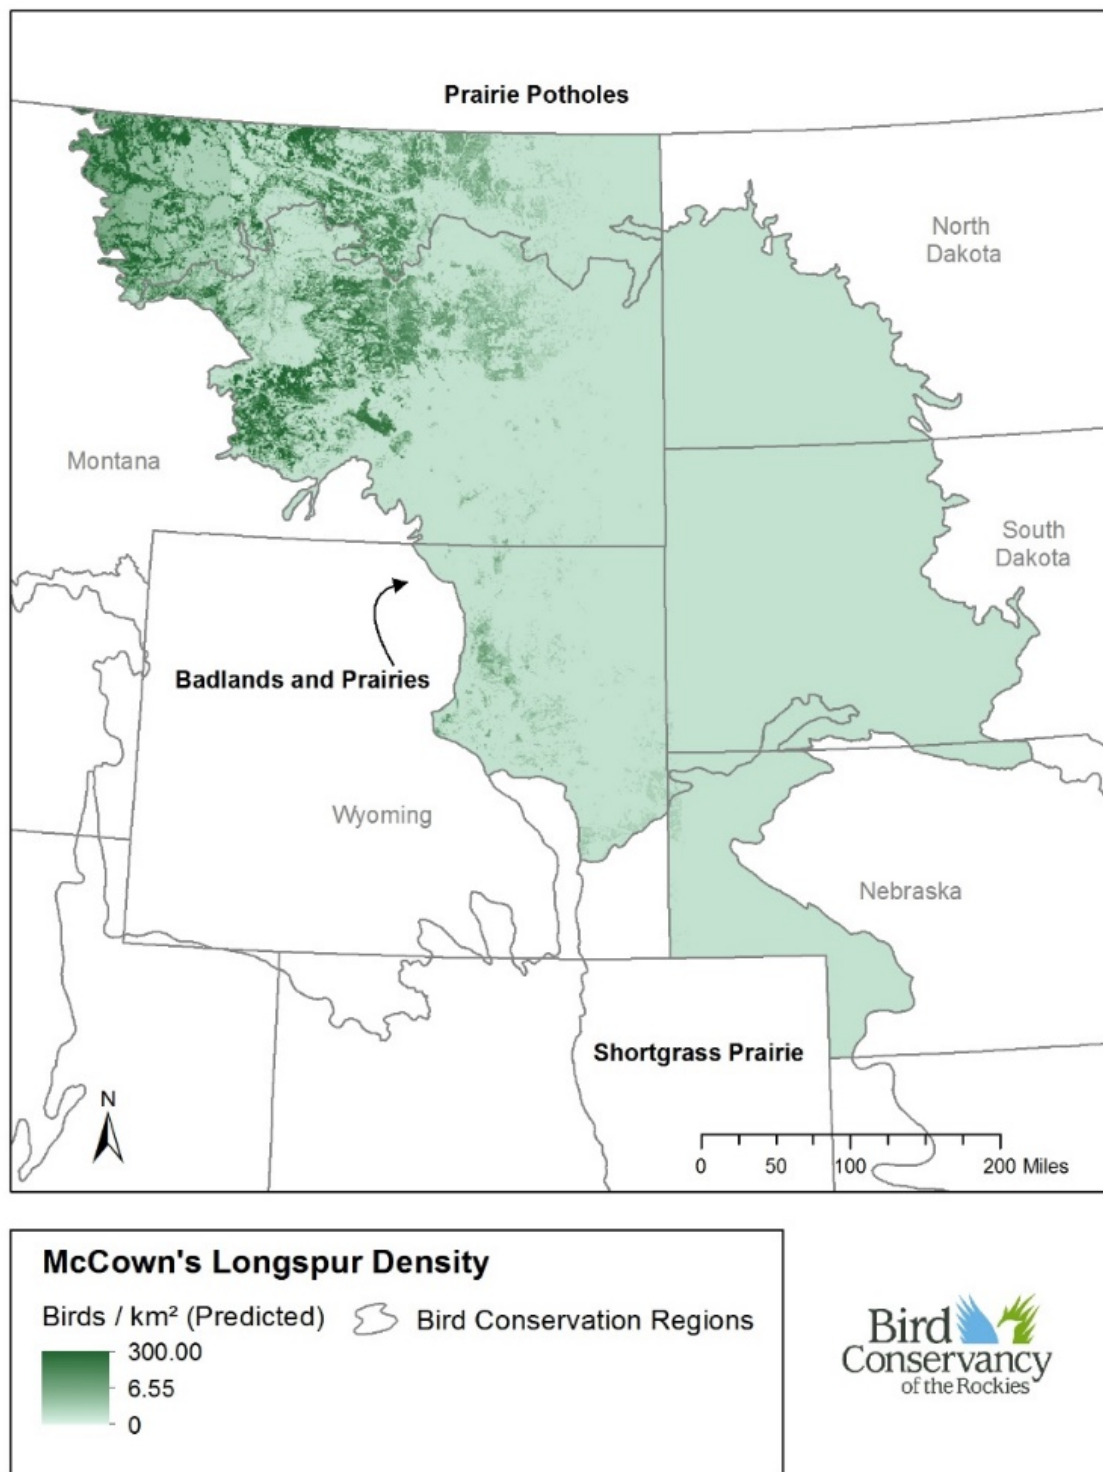 Prairie Potholes
North
Dakota
Montana
South
Dakota
Badlands and Prairies
Wyoming
Nebraska
Shortgrass Prairie
N
0 50 100 200 Miles
McCown's Longspur Density
Birds / km² (Predicted) Bird Conservation Regions
300.00
6.55
0
Bird
Conservancy
of the Rockies